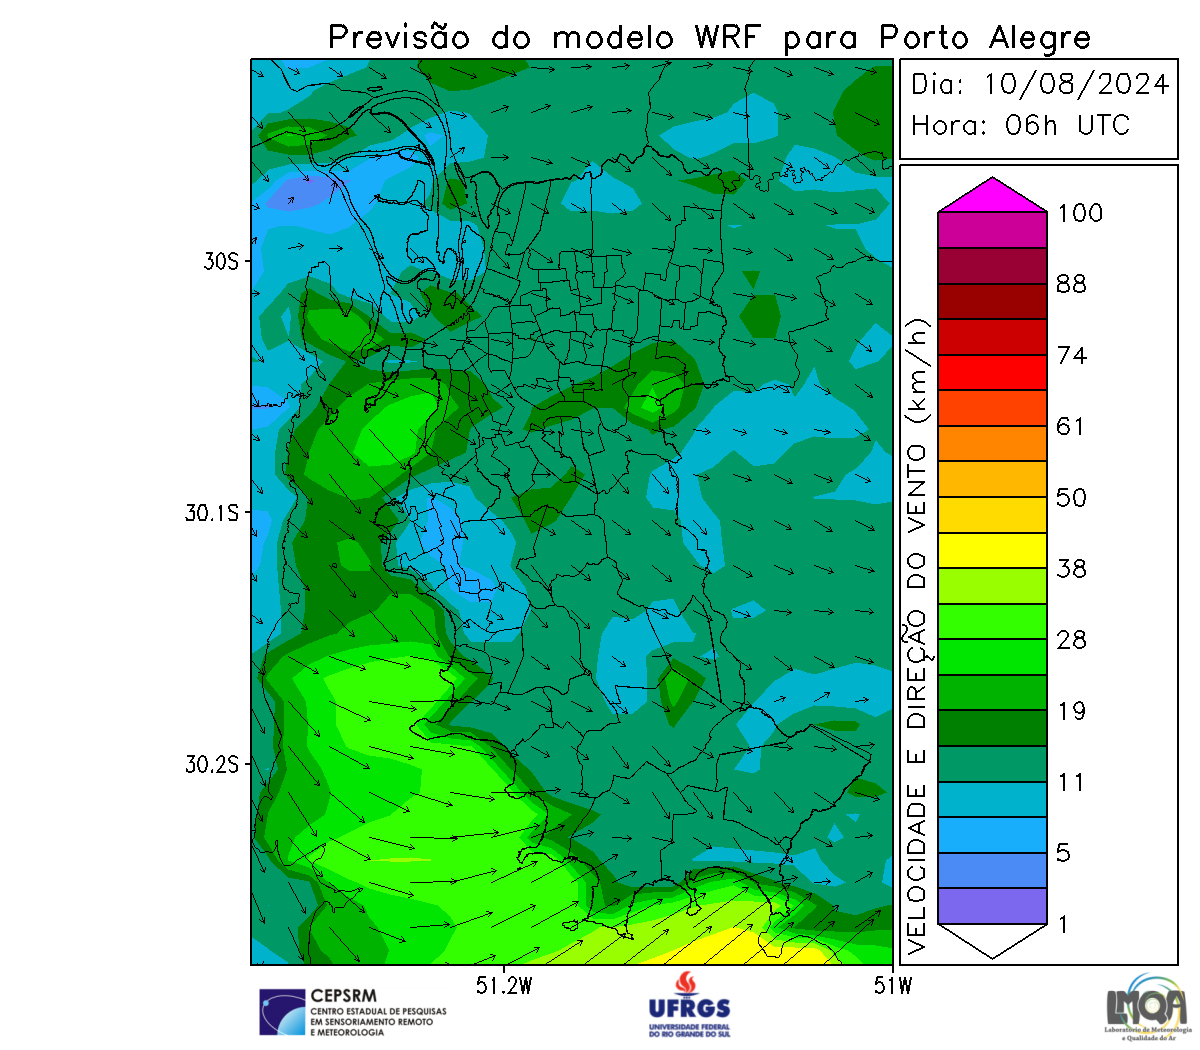 Previsão do modelo WRF para Porto Alegre
Dia: 10/08/2024
Hora: 06h UTC
100
88
74
61
50
38
28
19
11
5
1
VELOCIDADE E DIREÇÃO DO VENTO (km/h)
30S
30.1S
30.2S
51.2W
51W
CEPSRM
CENTRO ESTADUAL DE PESQUISAS
EM SENSORIAMENTO REMOTO
E METEOROLOGIA
UFRGS
UNIVERSIDADE FEDERAL
DO RIO GRANDE DO SUL
LMQA
Laboratório de Meteorologia
e Qualidade do Ar